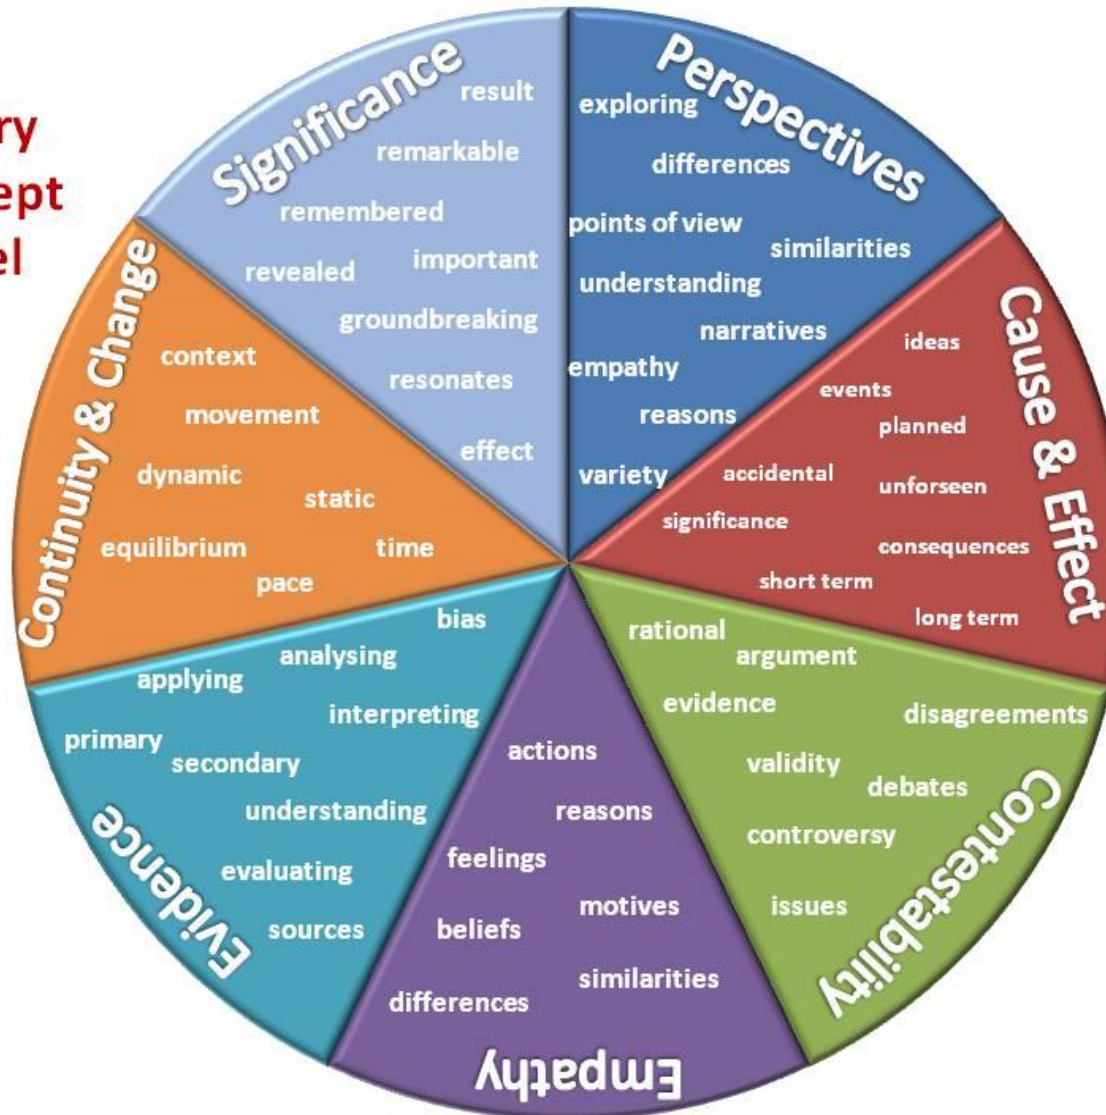 ry
ept
el
Perspectives
exploring
differences
points of view
similarities
understanding
narratives
empathy
reasons
variety
Cause & Effect
ideas
events
planned
accidental
unforseen
significance
consequences
short term
long term
Contestability
rational
argument
evidence
disagreements
validity
debates
controversy
issues
Empathy
actions
reasons
feelings
motives
beliefs
similarities
differences
Evidence
bias
analysing
applying
interpreting
primary
secondary
understanding
evaluating
sources
Continuity & Change
context
movement
dynamic
static
equilibrium
time
pace
Significance
result
remarkable
remembered
important
revealed
groundbreaking
resonates
effect